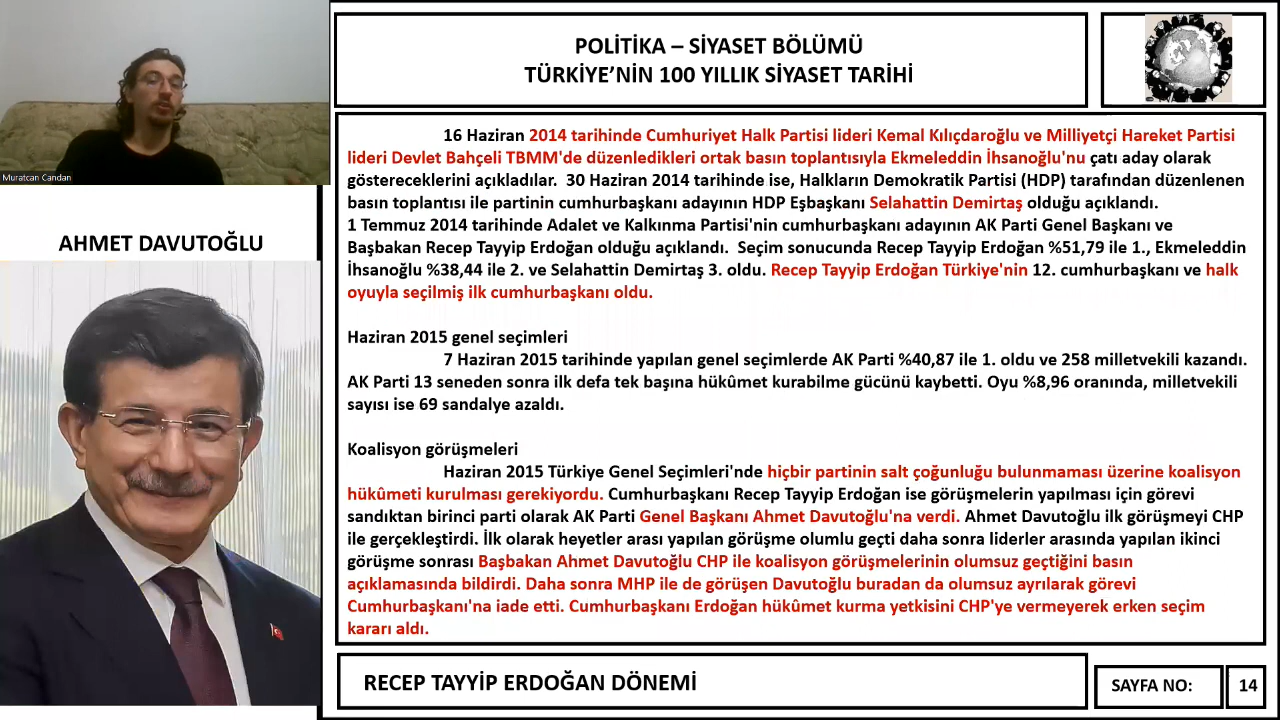 Muratcan Candan
AHMET DAVUTOĞLU
POLİTİKA – SİYASET BÖLÜMÜ
TÜRKİYE’NİN 100 YILLIK SİYASET TARİHİ
16 Haziran 2014 tarihinde Cumhuriyet Halk Partisi lideri Kemal Kılıçdaroğlu ve Milliyetçi Hareket Partisi
lideri Devlet Bahçeli TBMM'de düzenledikleri ortak basın toplantısıyla Ekmeleddin İhsanoğlu'nu çatı aday olarak
göstereceklerini açıkladılar. 30 Haziran 2014 tarihinde ise, Halkların Demokratik Partisi (HDP) tarafından düzenlenen
basın toplantısı ile partinin cumhurbaşkanı adayının HDP Eşbaşkanı Selahattin Demirtaş olduğu açıklandı.
1 Temmuz 2014 tarihinde Adalet ve Kalkınma Partisi'nin cumhurbaşkanı adayının AK Parti Genel Başkanı ve
Başbakan Recep Tayyip Erdoğan olduğu açıklandı. Seçim sonucunda Recep Tayyip Erdoğan %51,79 ile 1., Ekmeleddin
İhsanoğlu %38,44 ile 2. ve Selahattin Demirtaş 3. oldu. Recep Tayyip Erdoğan Türkiye'nin 12. cumhurbaşkanı ve halk
oyuyla seçilmiş ilk cumhurbaşkanı oldu.
Haziran 2015 genel seçimleri
7 Haziran 2015 tarihinde yapılan genel seçimlerde AK Parti %40,87 ile 1. oldu ve 258 milletvekili kazandı.
AK Parti 13 seneden sonra ilk defa tek başına hükûmet kurabilme gücünü kaybetti. Oyu %8,96 oranında, milletvekili
sayısı ise 69 sandalye azaldı.
Koalisyon görüşmeleri
Haziran 2015 Türkiye Genel Seçimleri'nde hiçbir partinin salt çoğunluğu bulunmaması üzerine koalisyon
hükûmeti kurulması gerekiyordu. Cumhurbaşkanı Recep Tayyip Erdoğan ise görüşmelerin yapılması için görevi
sandıktan birinci parti olarak AK Parti Genel Başkanı Ahmet Davutoğlu'na verdi. Ahmet Davutoğlu ilk görüşmeyi CHP
ile gerçekleştirdi. İlk olarak heyetler arası yapılan görüşme olumlu geçti daha sonra liderler arasında yapılan ikinci
görüşme sonrası Başbakan Ahmet Davutoğlu CHP ile koalisyon görüşmelerinin olumsuz geçtiğini basın
açıklamasında bildirdi. Daha sonra MHP ile de görüşen Davutoğlu buradan da olumsuz ayrılarak görevi
Cumhurbaşkanı'na iade etti. Cumhurbaşkanı Erdoğan hükûmet kurma yetkisini CHP'ye vermeyerek erken seçim
kararı aldı.
RECEP TAYYİP ERDOĞAN DÖNEMİ
SAYFA NO: 14